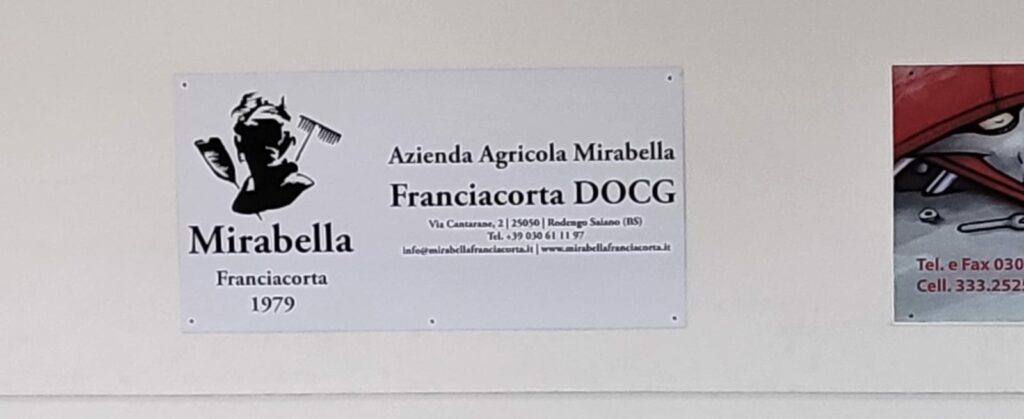 Mirabella
Franciacorta
1979
Azienda Agricola Mirabella
Franciacorta DOCG
Via Cantarane, 2 | 25050 | Rodengo Saiano (BS)
Tel. +39 030 61 11 97
info@mirabellafranciacorta.it | www.mirabellafranciacorta.it
Tel. e Fax 030
Cell. 333.252